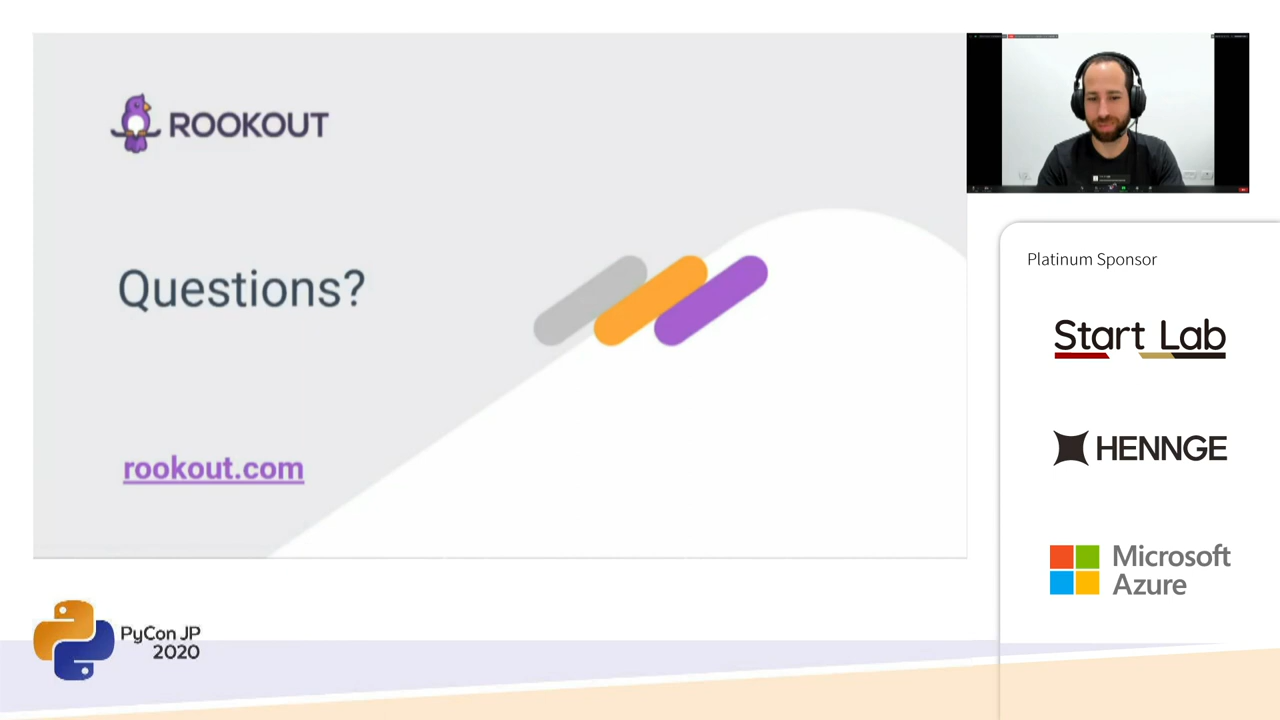 ROOKOUT
Questions?
rookout.com
Platinum Sponsor
Start Lab
HENNGE
Microsoft
Azure
PyCon JP
2020